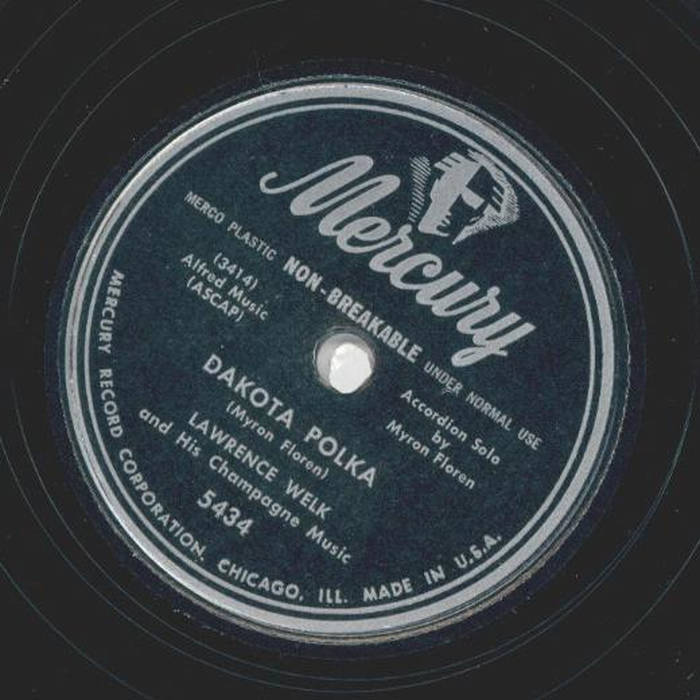 Mercury
MERCO PLASTIC NON-BREAKABLE UNDER NORMAL USE
(3414)
Alfred Music
(ASCAP)
Accordion Solo
by
Myron Floren
DAKOTA POLKA
(Myron Floren)
LAWRENCE WELK
and His Champagne Music
5434
MERCURY RECORD CORPORATION, CHICAGO, ILL. MADE IN U.S.A.